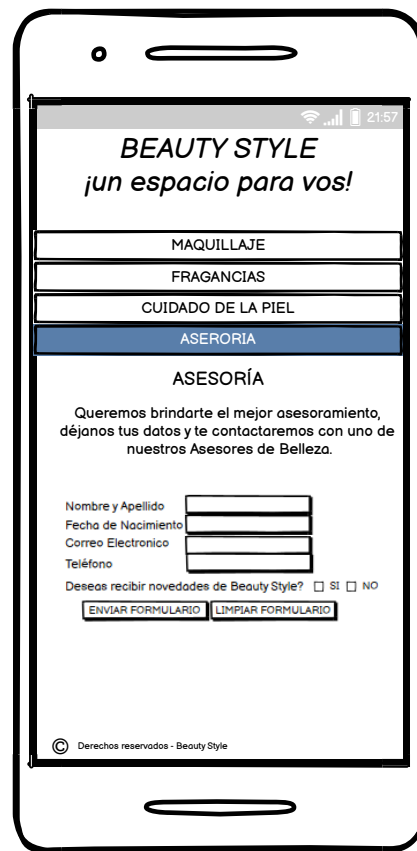 21:57
BEAUTY STYLE
¡un espacio para vos!
MAQUILLAJE
FRAGANCIAS
CUIDADO DE LA PIEL
ASERORIA
ASESORÍA
Queremos brindarte el mejor asesoramiento,
déjanos tus datos y te contactaremos con uno de
nuestros Asesores de Belleza.
Nombre y Apellido
Fecha de Nacimiento
Correo Electronico
Teléfono
Deseas recibir novedades de Beauty Style? SI NO
ENVIAR FORMULARIO LIMPIAR FORMULARIO
© Derechos reservados - Beauty Style